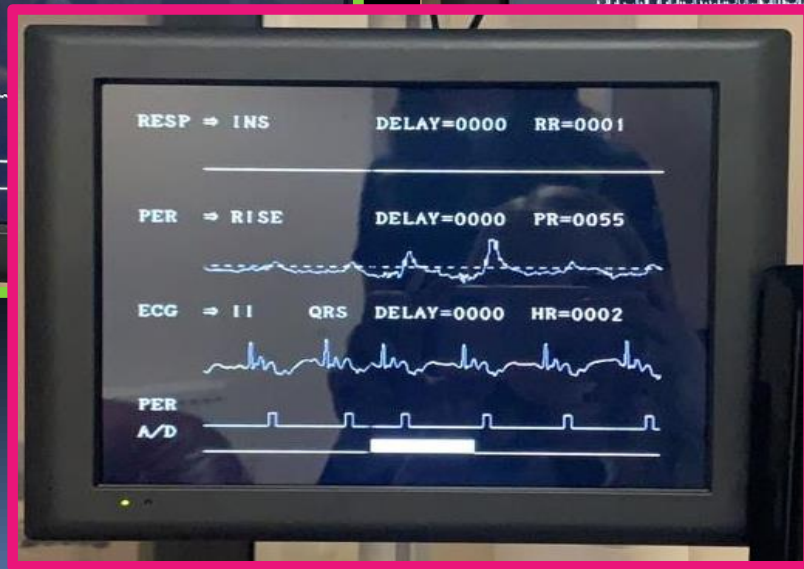 RESP ⇒ INS DELAY=0000 RR=0001
PER ⇒ RISE DELAY=0000 PR=0055
ECG ⇒ II QRS DELAY=0000 HR=0002
PER
A/D